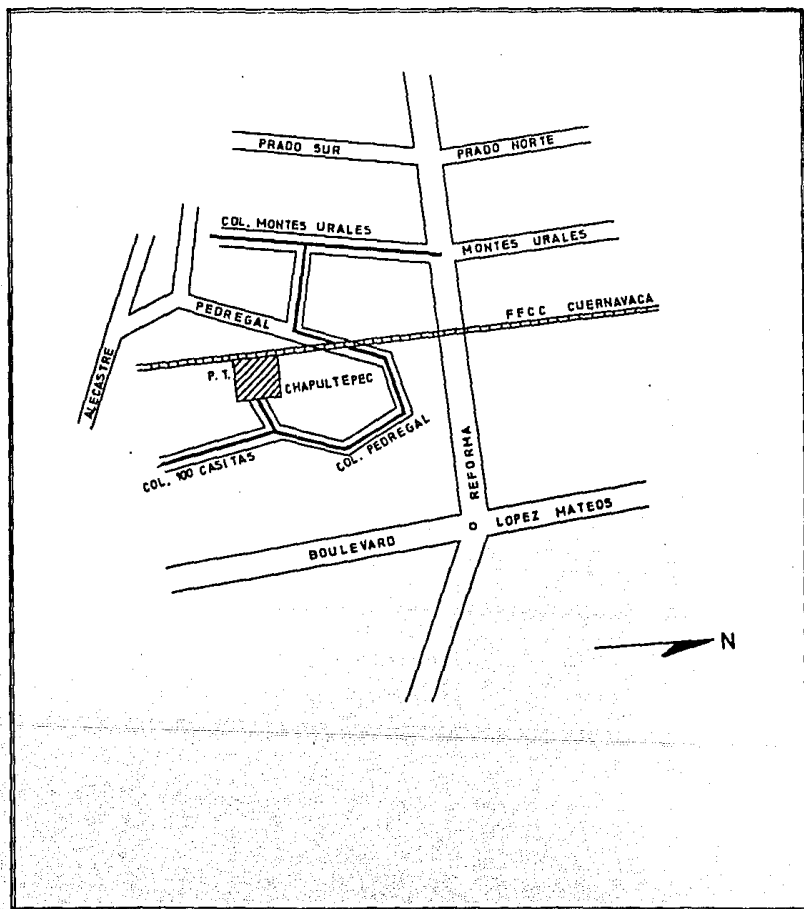 PRADO SUR
PRADO NORTE
COL. MONTES URALES
MONTES URALES
FFCC CUERNAVACA
PEDREGAL
ALECASTRE
P. T.
CHAPULTEPEC
COL. 100 CASITAS
COL. PEDREGAL
REFORMA
BOULEVARD
LOPEZ MATEOS
N